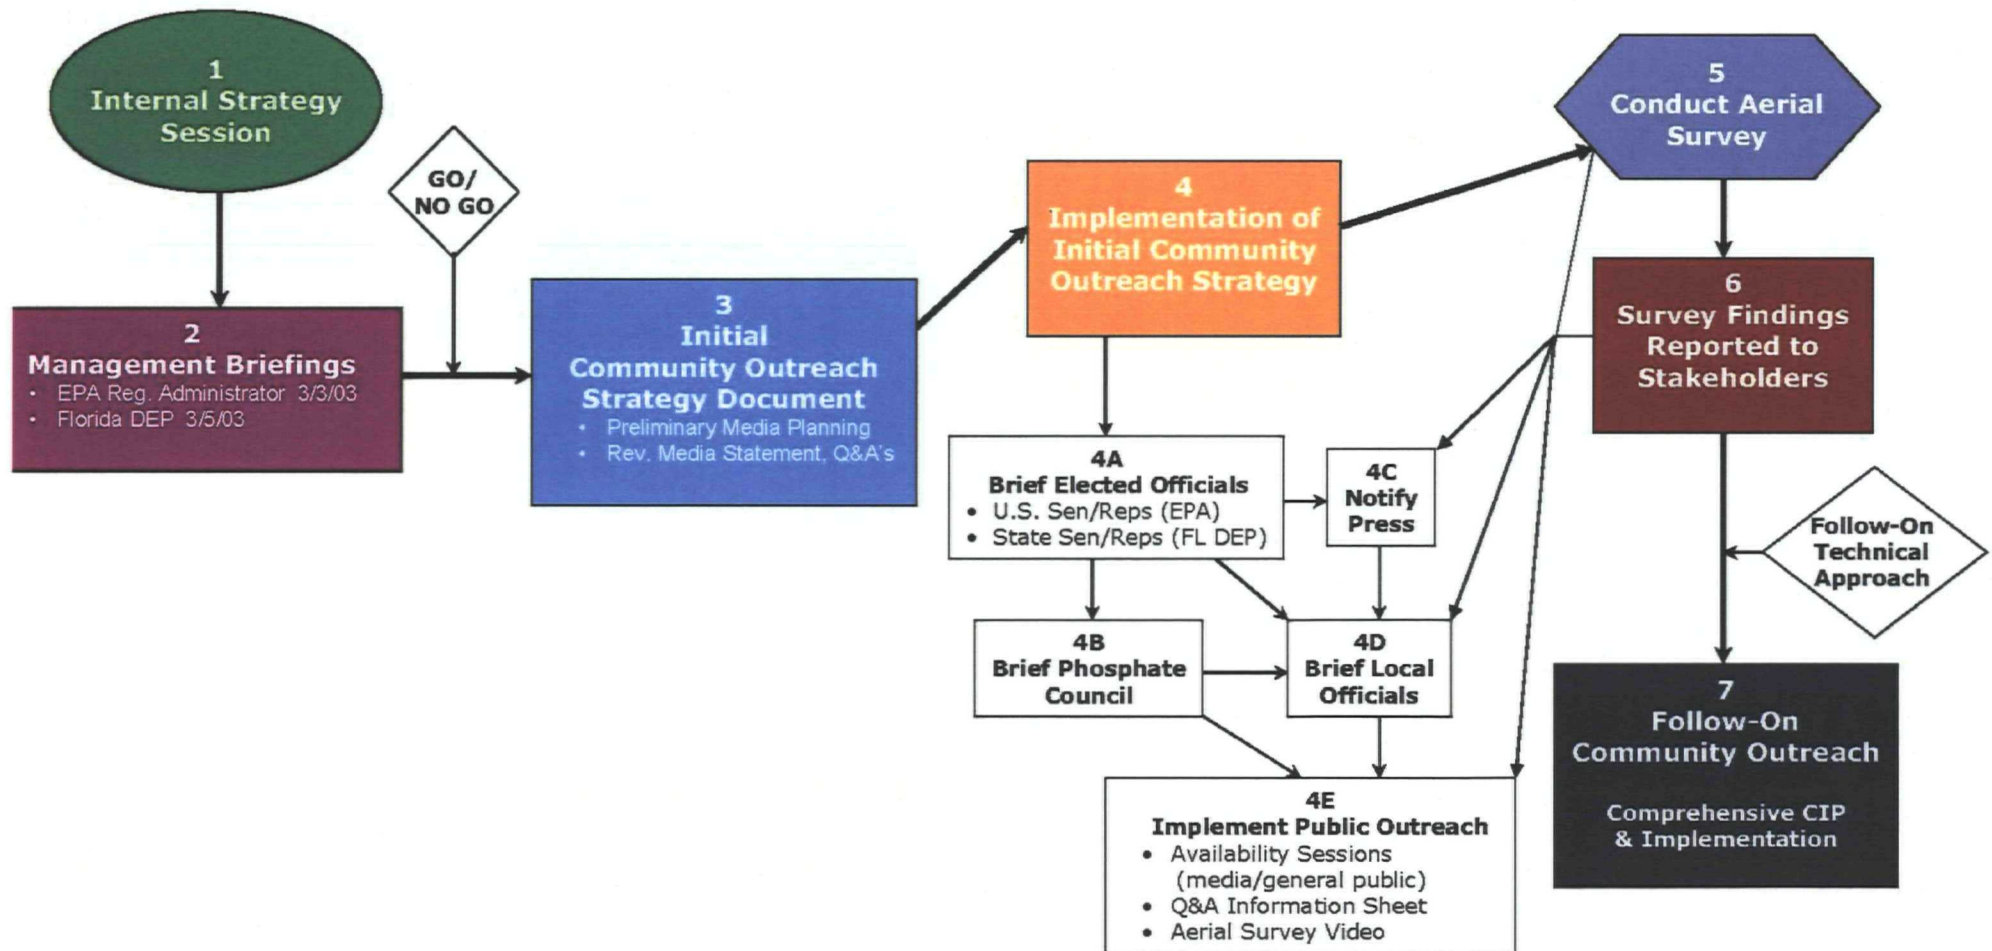 1
Internal Strategy
Session
GO/
NO GO
2
Management Briefings
• EPA Reg. Administrator 3/3/03
• Florida DEP 3/5/03
3
Initial
Community Outreach
Strategy Document
• Preliminary Media Planning
• Rev. Media Statement, Q&A's
4
Implementation of
Initial Community
Outreach Strategy
4A
Brief Elected Officials
• U.S. Sen/Reps (EPA)
• State Sen/Reps (FL DEP)
4B
Brief Phosphate
Council
4C
Notify
Press
4D
Brief Local
Officials
4E
Implement Public Outreach
• Availability Sessions
(media/general public)
• Q&A Information Sheet
• Aerial Survey Video
5
Conduct Aerial
Survey
6
Survey Findings
Reported to
Stakeholders
Follow-On
Technical
Approach
7
Follow-On
Community Outreach
Comprehensive CIP
& Implementation